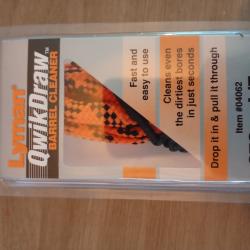 Lyman
QwikDraw™
BARREL CLEANER
Fast and
easy to use
Cleans even
the dirtiest bores
in just seconds
Drop it in & pull it through
Item #04062